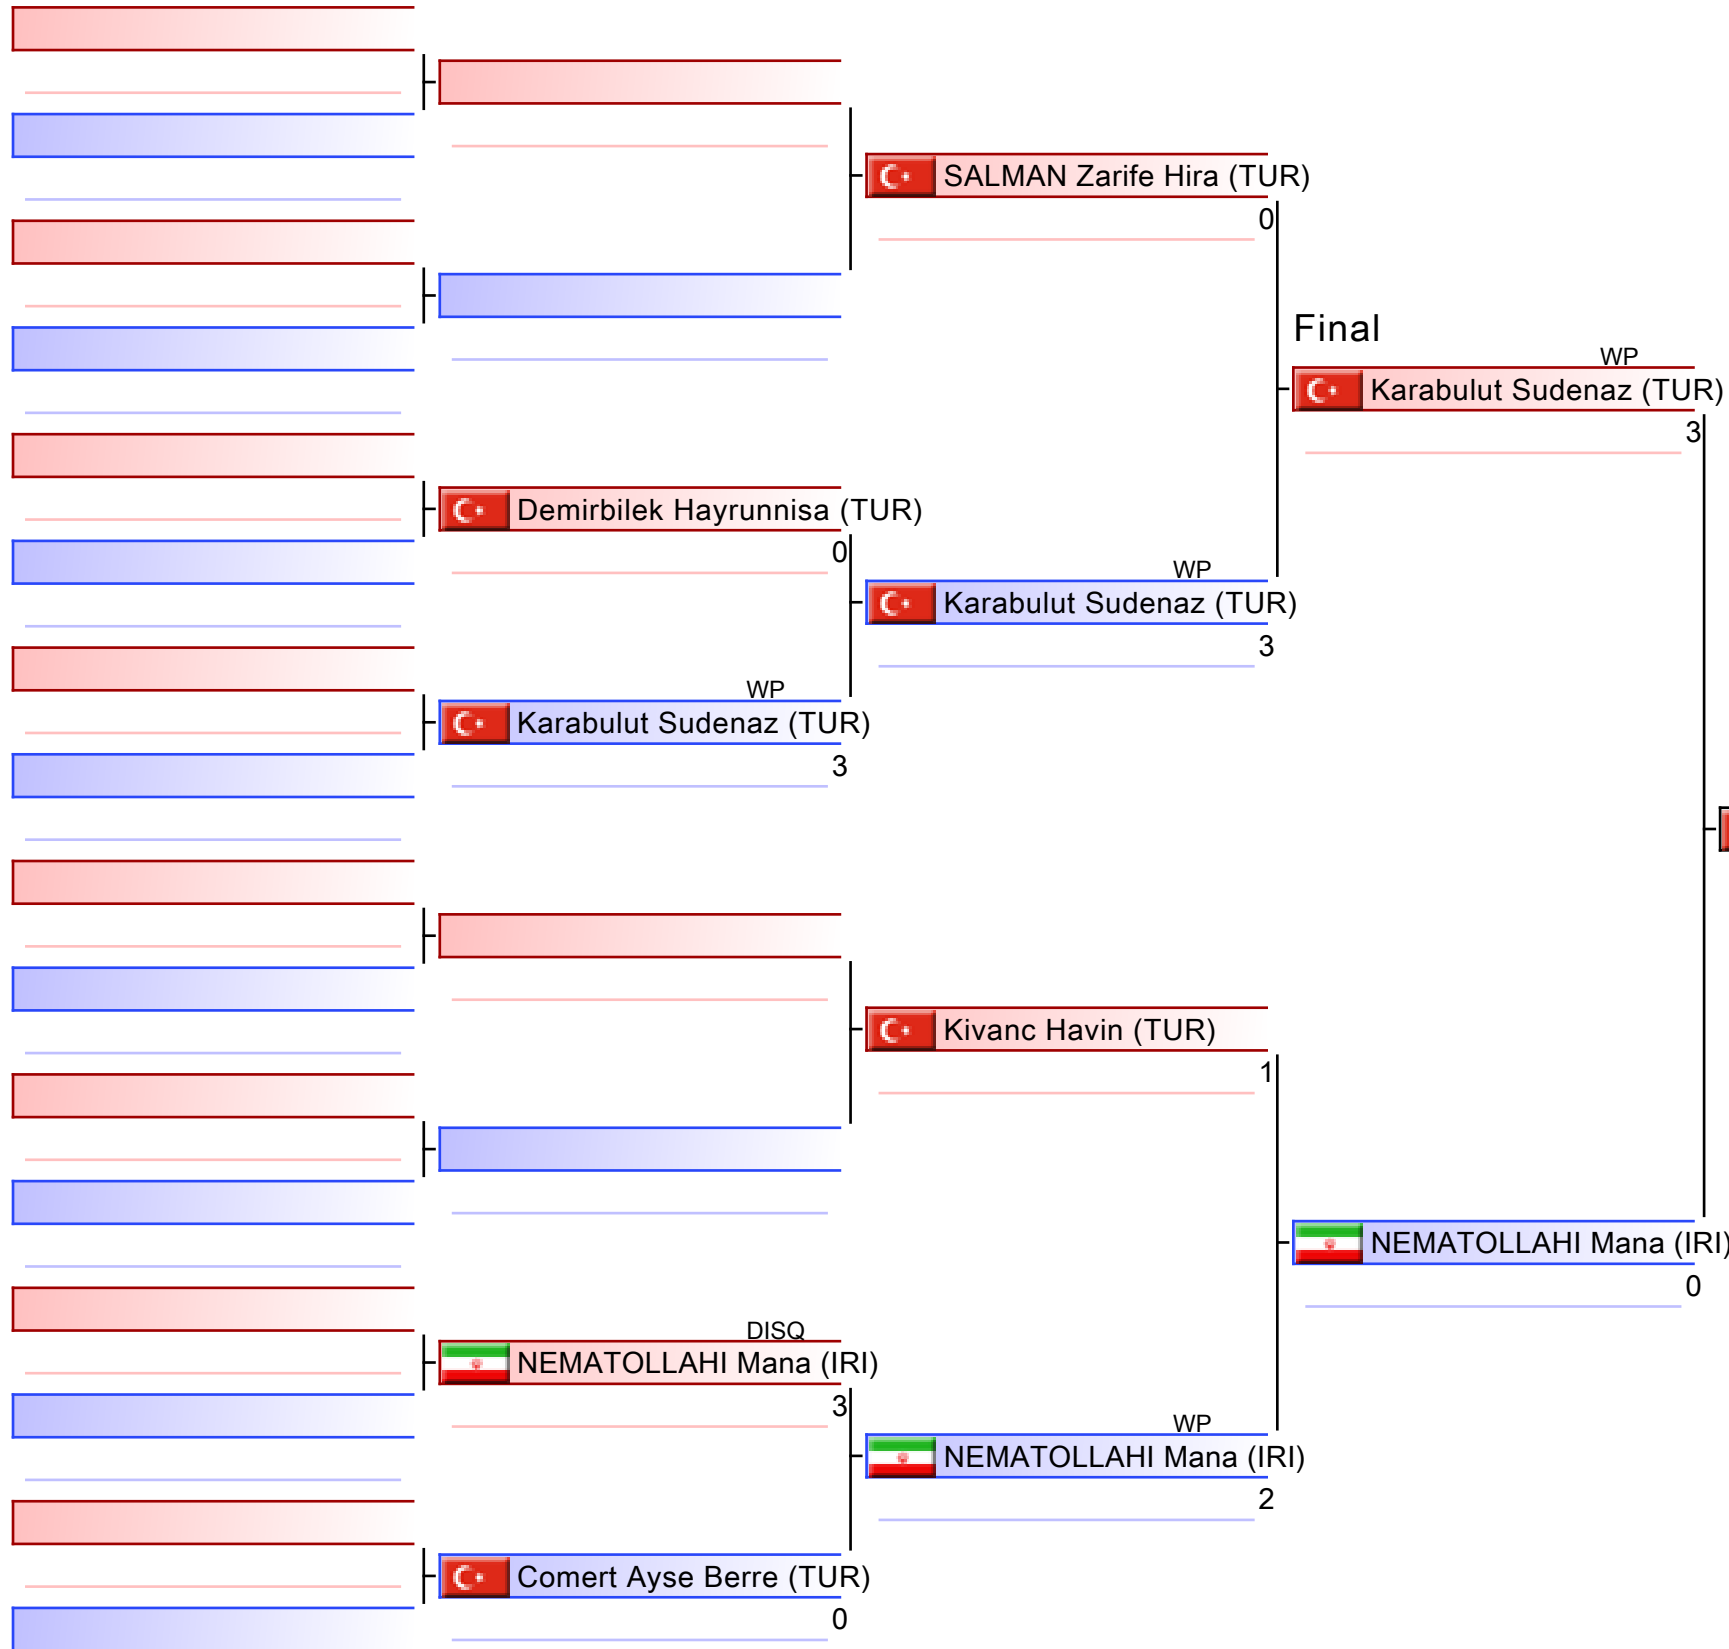 SALMAN Zarife Hira (TUR)
0
Final
WP
Karabulut Sudenaz (TUR)
3
Demirbilek Hayrunnisa (TUR)
0
WP
Karabulut Sudenaz (TUR)
3
WP
Karabulut Sudenaz (TUR)
3
Kivanc Havin (TUR)
1
NEMATOLLAHI Mana (IRI)
0
DISQ
NEMATOLLAHI Mana (IRI)
3
WP
NEMATOLLAHI Mana (IRI)
2
Comert Ayse Berre (TUR)
0